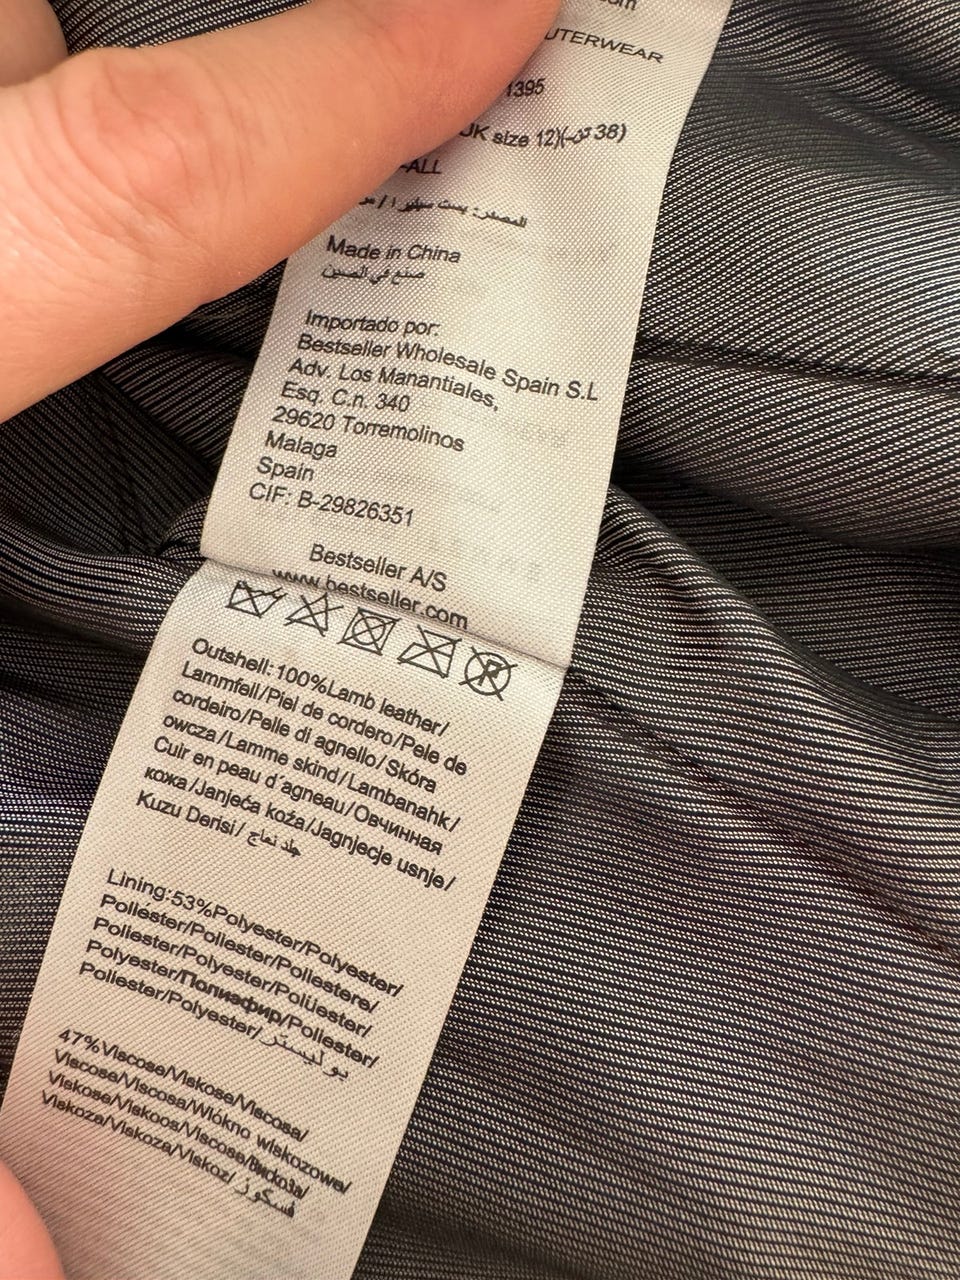 OUTERWEAR
1395
UK size 12)(38)
Made in China
صنع في الصين
Importado por:
Bestseller Wholesale Spain S.L
Adv. Los Manantiales,
Esq. C.n. 340
29620 Torremolinos
Malaga
Spain
CIF: B-29826351
Bestseller A/S
www.bestseller.com
Outshell:100%Lamb leather/
Lammfell/Piel de cordero/Pele de
cordeiro/Pelle di agnello/Skóra
owcza/Lamme skind/Lambanahk/
Cuir en peau d´agneau/Овчинная
кожа/Janjeća koža/Jagnjecje usnje/
Kuzu Derisi/جلد نعاج
Lining:53%Polyester/Polyester/
Poliéster/Poliester/Poliestere/
Poliester/Polyester/Polüester/
Polyester/Полиэфир/Poliester/
Poliester/Polyester/بوليستر
47%Viscose/Viskose/Viscosa/
Viscose/Viscosa/Włókno wiskozowe/
Viskose/Viskoos/Viscose/Вискоза/
Viskoza/Viskoza/Viskoz/فسكوز